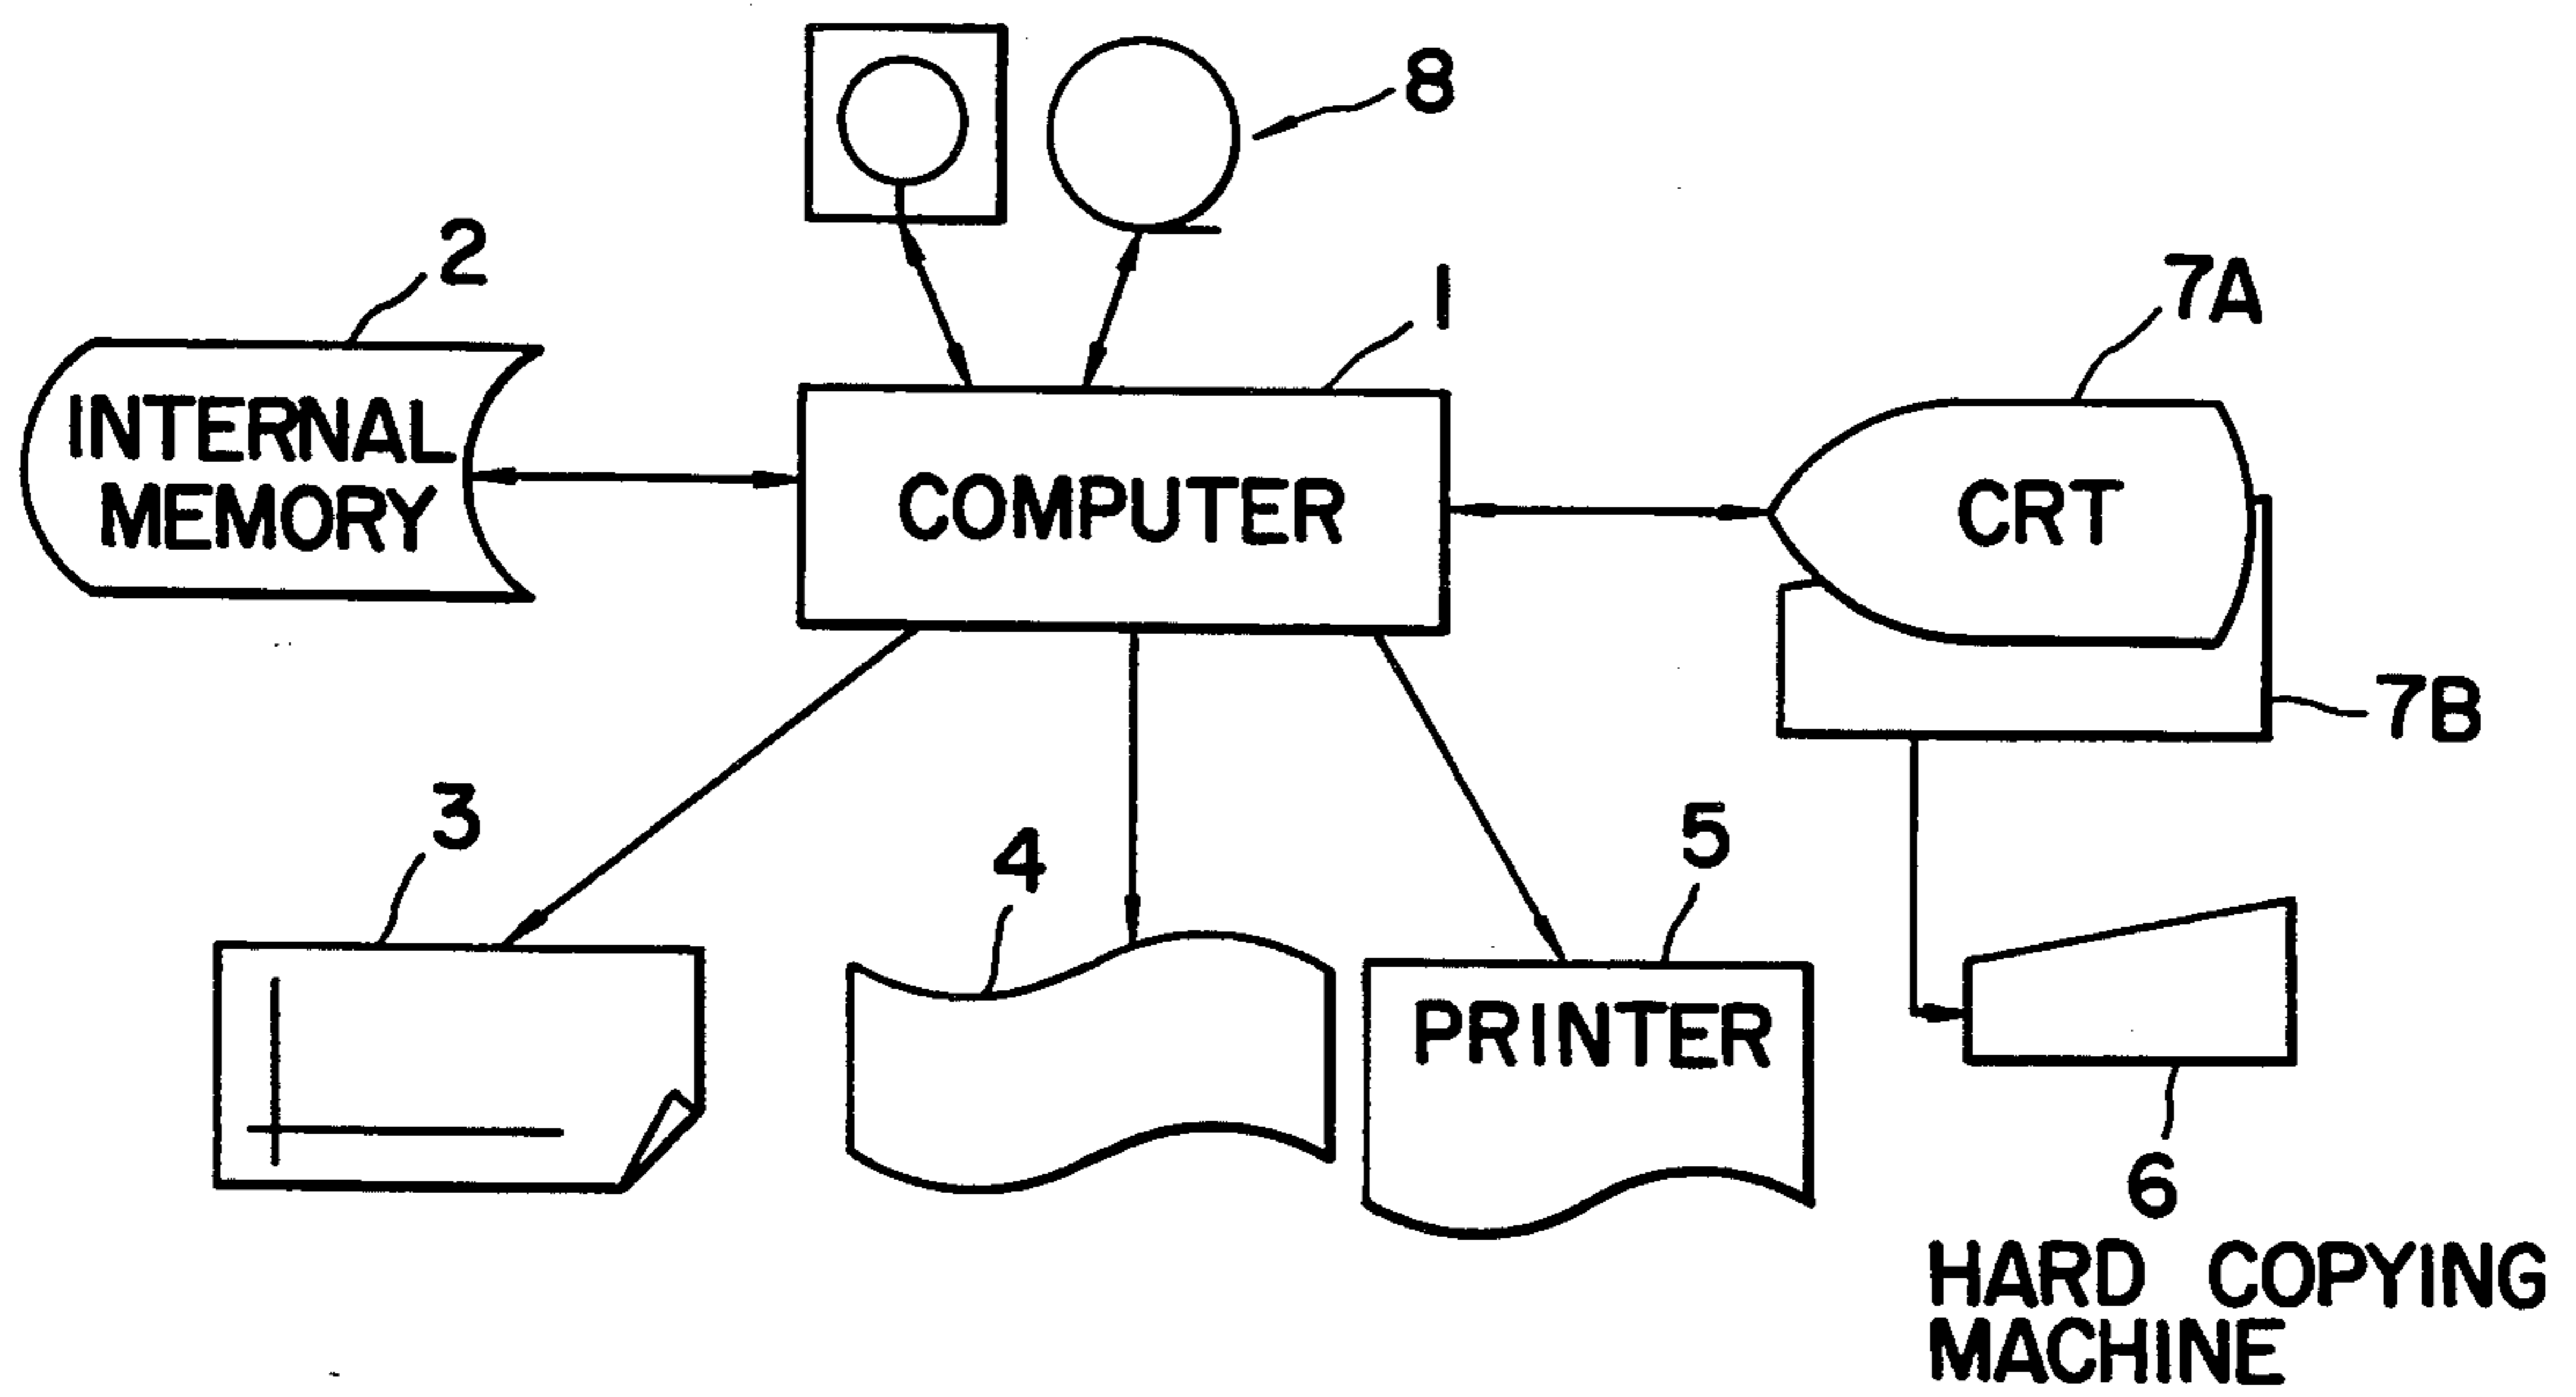 8
2
1
7A
INTERNAL
MEMORY
COMPUTER
CRT
7B
3
4
5
PRINTER
6
HARD COPYING
MACHINE